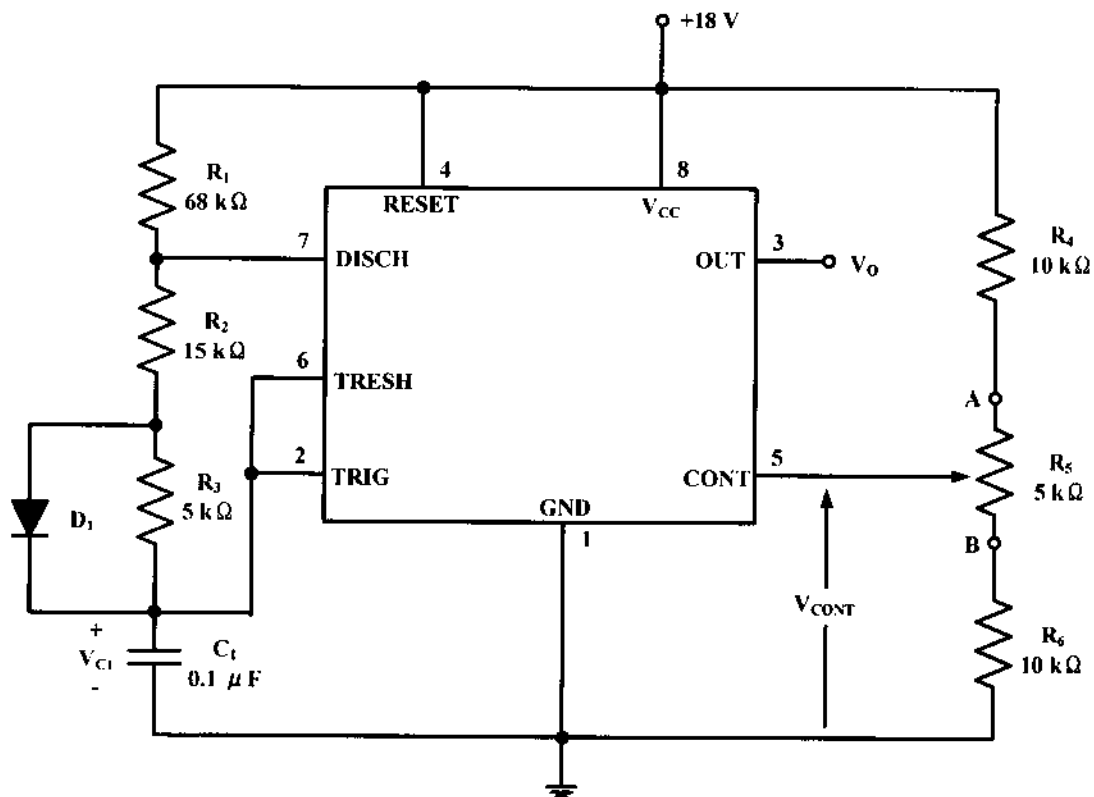 +18 V
R1
68 kΩ
4
8
RESET
VCC
7
DISCH
OUT
3
VO
R4
10 kΩ
R2
15 kΩ
6
TRESH
A
2
TRIG
CONT
5
R5
5 kΩ
R3
5 kΩ
D1
GND
1
B
VCONT
+
VC1
-
C1
0.1 μF
R6
10 kΩ